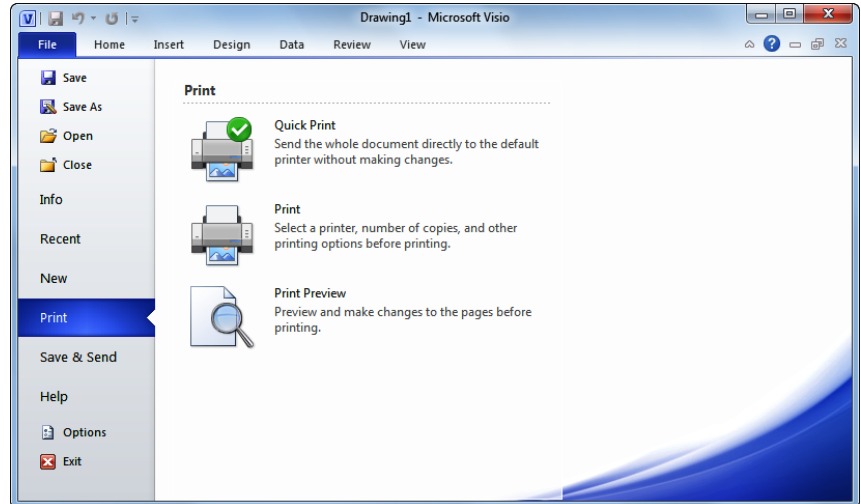 Drawing1 - Microsoft Visio
File Home Insert Design Data Review View
Save
Save As
Open
Close
Info
Recent
New
Print
Save & Send
Help
Options
Exit
Print
Quick Print
Send the whole document directly to the default
printer without making changes.
Print
Select a printer, number of copies, and other
printing options before printing.
Print Preview
Preview and make changes to the pages before
printing.